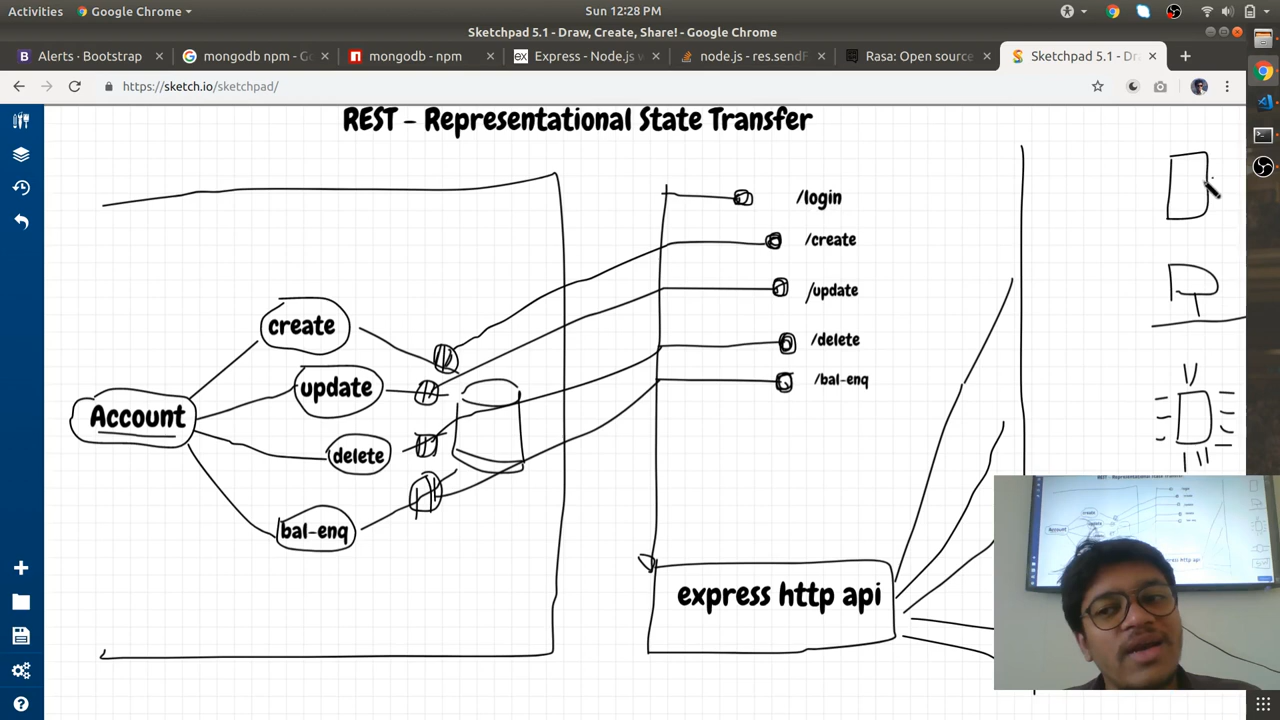 Activities
Google Chrome
Sun 12:28 PM
Sketchpad 5.1 - Draw, Create, Share! - Google Chrome
Alerts · Bootstrap
mongodb npm - G
mongodb - npm
Express - Node.js w
node.js - res.sendF
Rasa: Open source
Sketchpad 5.1 - Dra
https://sketch.io/sketchpad/
REST - Representational State Transfer
/login
/create
/update
/delete
/bal-enq
create
update
Account
delete
bal-enq
express http api